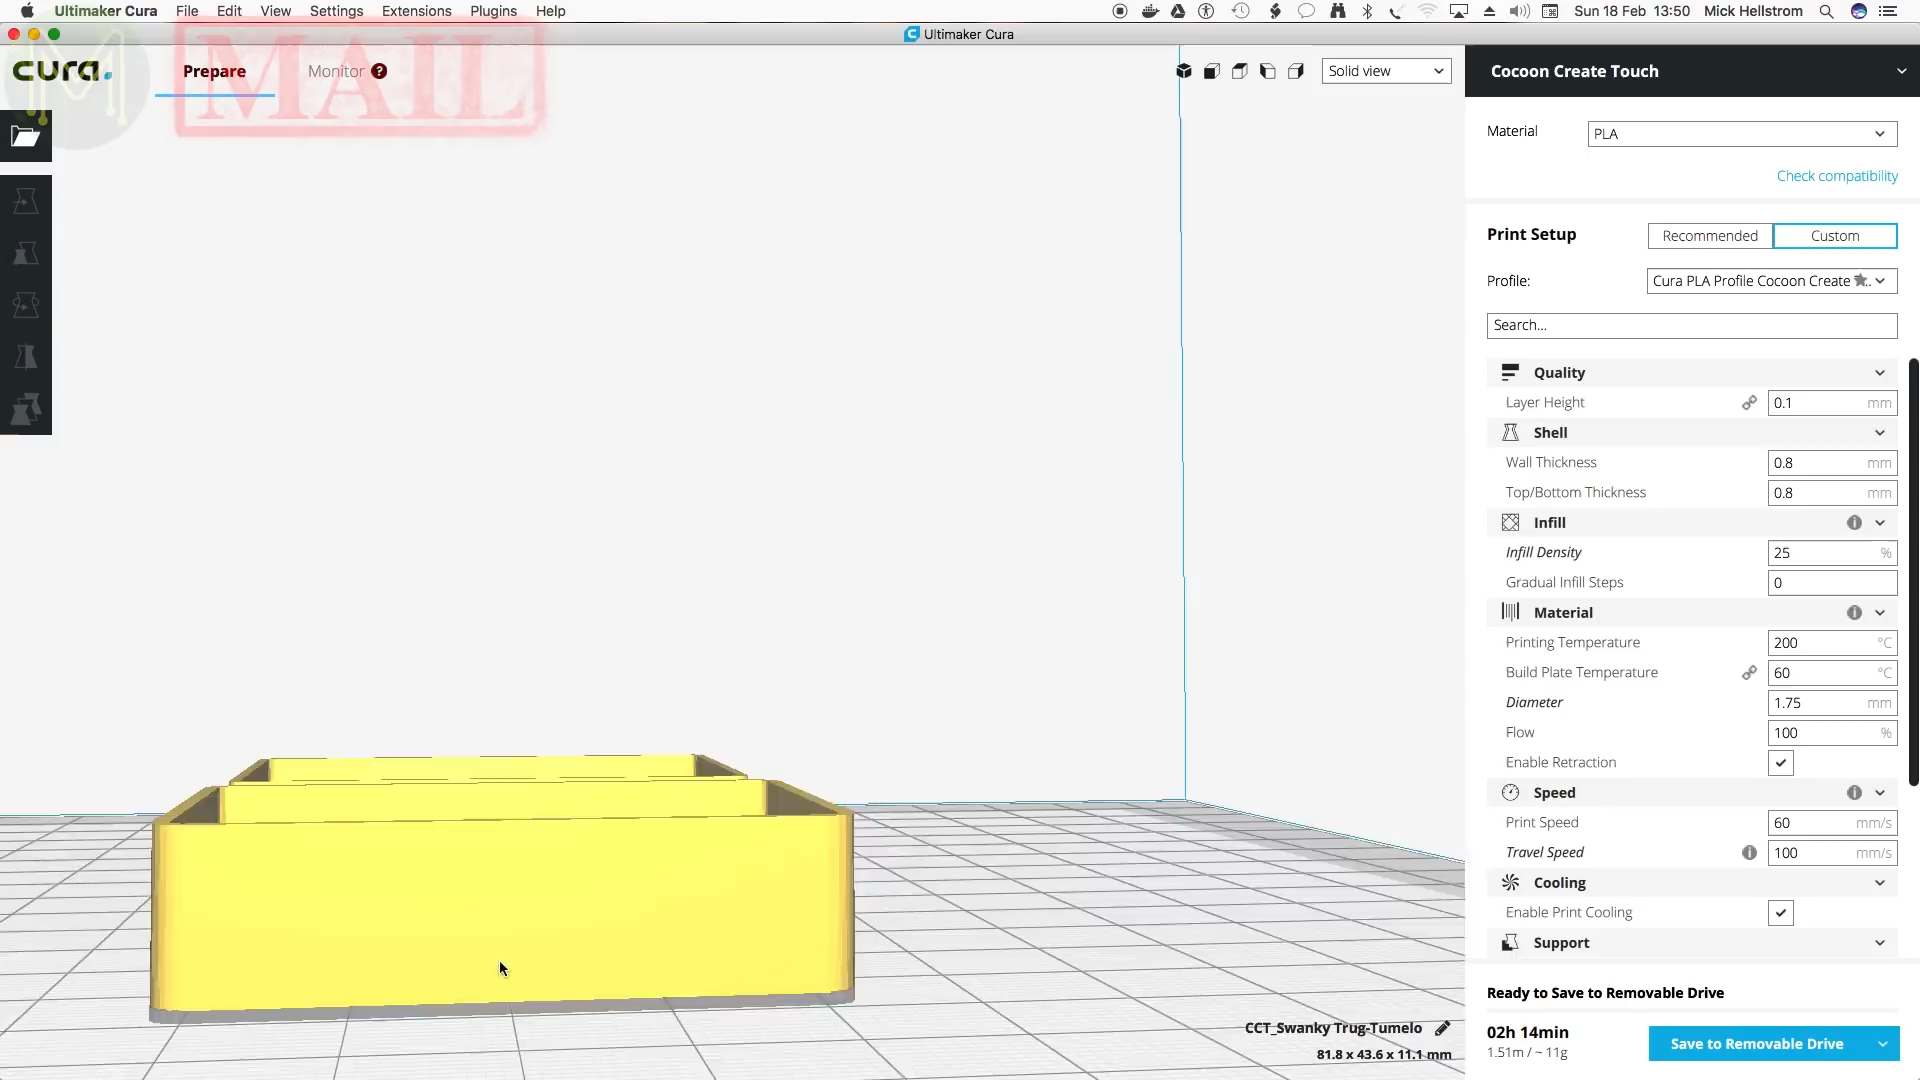 Ultimaker Cura File Edit View Settings Extensions Plugins Help Sun 18 Feb 13:50 Mick Hellstrom
Ultimaker Cura
cura. Prepare Monitor ? Solid view Cocoon Create Touch
MAIL
Material PLA
Check compatibility
Print Setup Recommended Custom
Profile: Cura PLA Profile Cocoon Create ..
Search...
Quality
Layer Height 0.1 mm
Shell
Wall Thickness 0.8 mm
Top/Bottom Thickness 0.8 mm
Infill
Infill Density 25 %
Gradual Infill Steps 0
Material
Printing Temperature 200 °C
Build Plate Temperature 60 °C
Diameter 1.75 mm
Flow 100 %
Enable Retraction
Speed
Print Speed 60 mm/s
Travel Speed 100 mm/s
Cooling
Enable Print Cooling
Support
Ready to Save to Removable Drive
CCT_Swanky Trug-Tumelo
81.8 x 43.6 x 11.1 mm
02h 14min
1.51m / ~ 11g
Save to Removable Drive